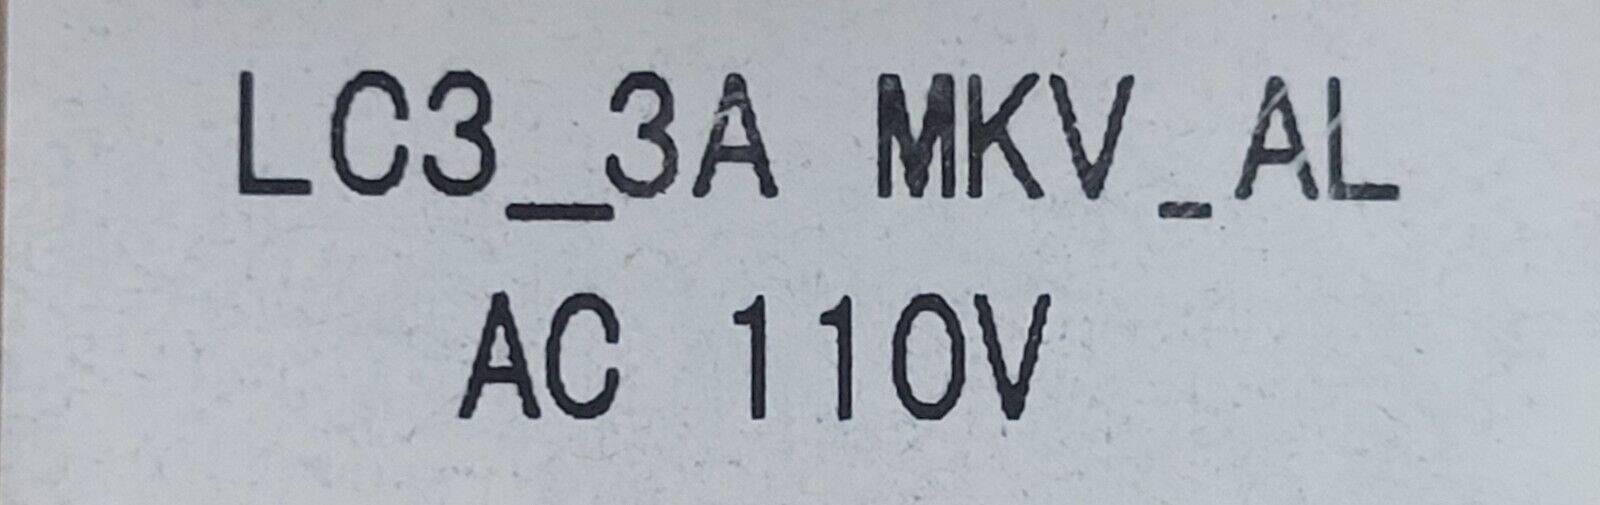 LC3_3A MKV_AL
AC 110V